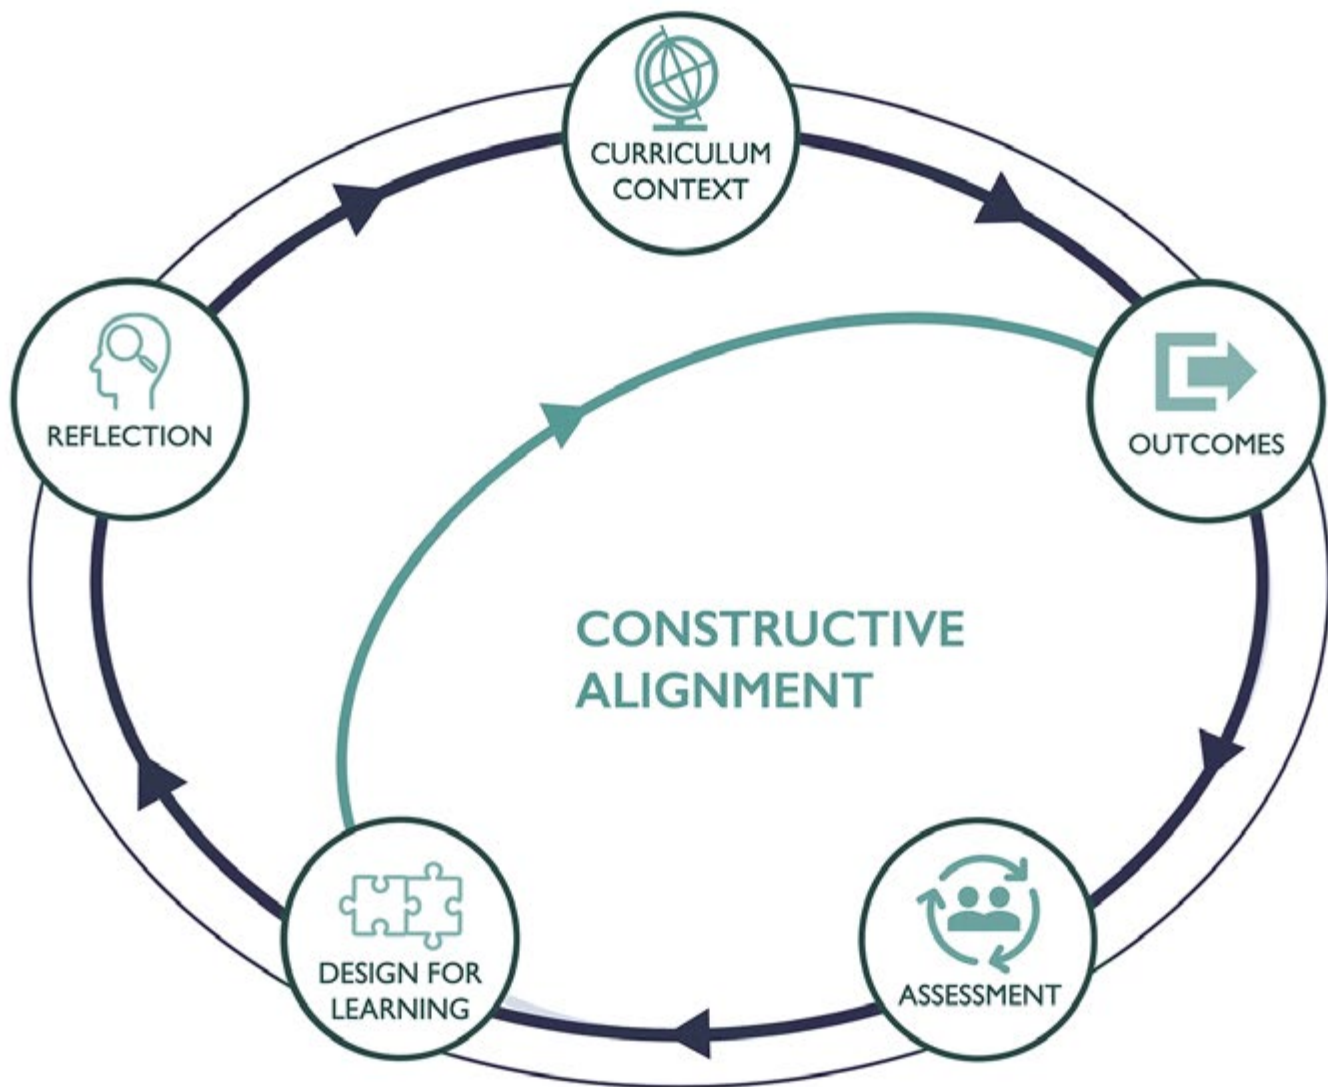 CURRICULUM
CONTEXT
REFLECTION
OUTCOMES
CONSTRUCTIVE
ALIGNMENT
DESIGN FOR
LEARNING
ASSESSMENT